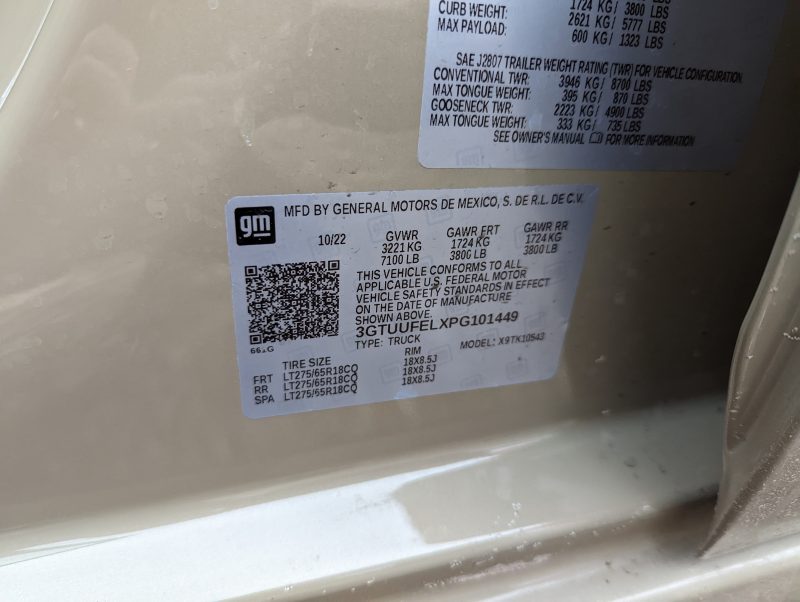 LBS
CURB WEIGHT: 1724 KG / 3800 LBS
MAX PAYLOAD: 2621 KG / 5777 LBS
600 KG / 1323 LBS
SAE J2807 TRAILER WEIGHT RATING (TWR) FOR VEHICLE CONFIGURATION
CONVENTIONAL TWR: 3946 KG / 8700 LBS
MAX TONGUE WEIGHT: 395 KG / 870 LBS
GOOSENECK TWR: 2223 KG / 4900 LBS
MAX TONGUE WEIGHT: 333 KG / 735 LBS
SEE OWNER'S MANUAL FOR MORE INFORMATION
gm
MFD BY GENERAL MOTORS DE MEXICO, S. DE R.L. DE C.V.
10/22 GVWR GAWR FRT GAWR RR
3221 KG 1724 KG 1724 KG
7100 LB 3800 LB 3800 LB
THIS VEHICLE CONFORMS TO ALL
APPLICABLE U.S. FEDERAL MOTOR
VEHICLE SAFETY STANDARDS IN EFFECT
ON THE DATE OF MANUFACTURE
SHOWN ABOVE.
3GTUUFELXPG101449
TYPE: TRUCK MODEL: X9TK10543
TIRE SIZE RIM
FRT LT275/65R18CQ 18X8.5J
RR LT275/65R18CQ 18X8.5J
SPA LT275/65R18CQ 18X8.5J